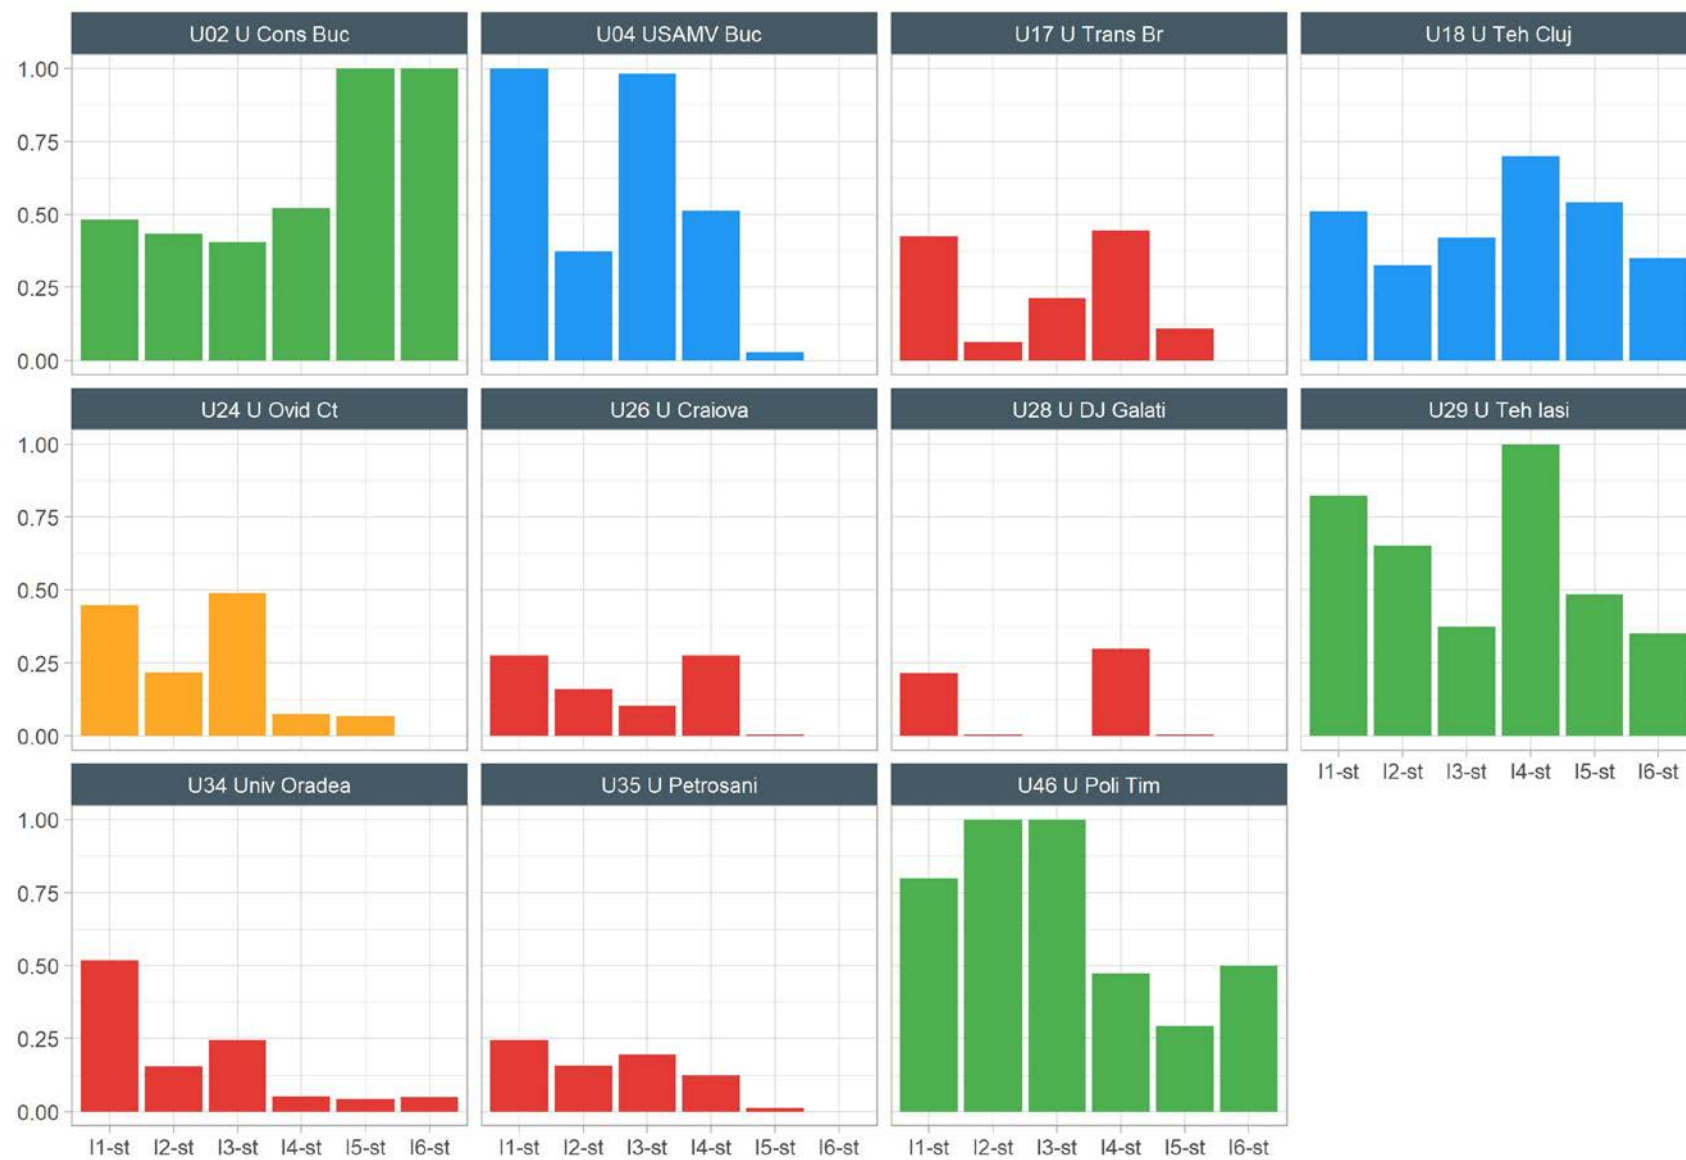 U02 U Cons Buc
U04 USAMV Buc
U17 U Trans Br
U18 U Teh Cluj
1.00
0.75
0.50
0.25
0.00
U24 U Ovid Ct
U26 U Craiova
U28 U DJ Galati
U29 U Teh Iasi
1.00
0.75
0.50
0.25
0.00
I1-st I2-st I3-st I4-st I5-st I6-st
U34 Univ Oradea
U35 U Petrosani
U46 U Poli Tim
1.00
0.75
0.50
0.25
0.00
I1-st I2-st I3-st I4-st I5-st I6-st
I1-st I2-st I3-st I4-st I5-st I6-st
I1-st I2-st I3-st I4-st I5-st I6-st